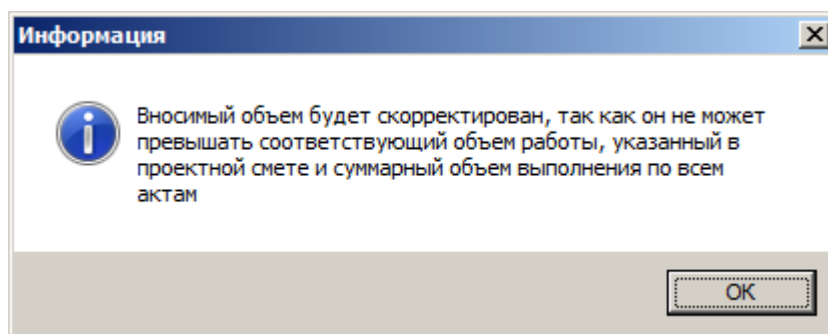 Информация
Вносимый объем будет скорректирован, так как он не может
превышать соответствующий объем работы, указанный в
проектной смете и суммарный объем выполнения по всем
актам
OK